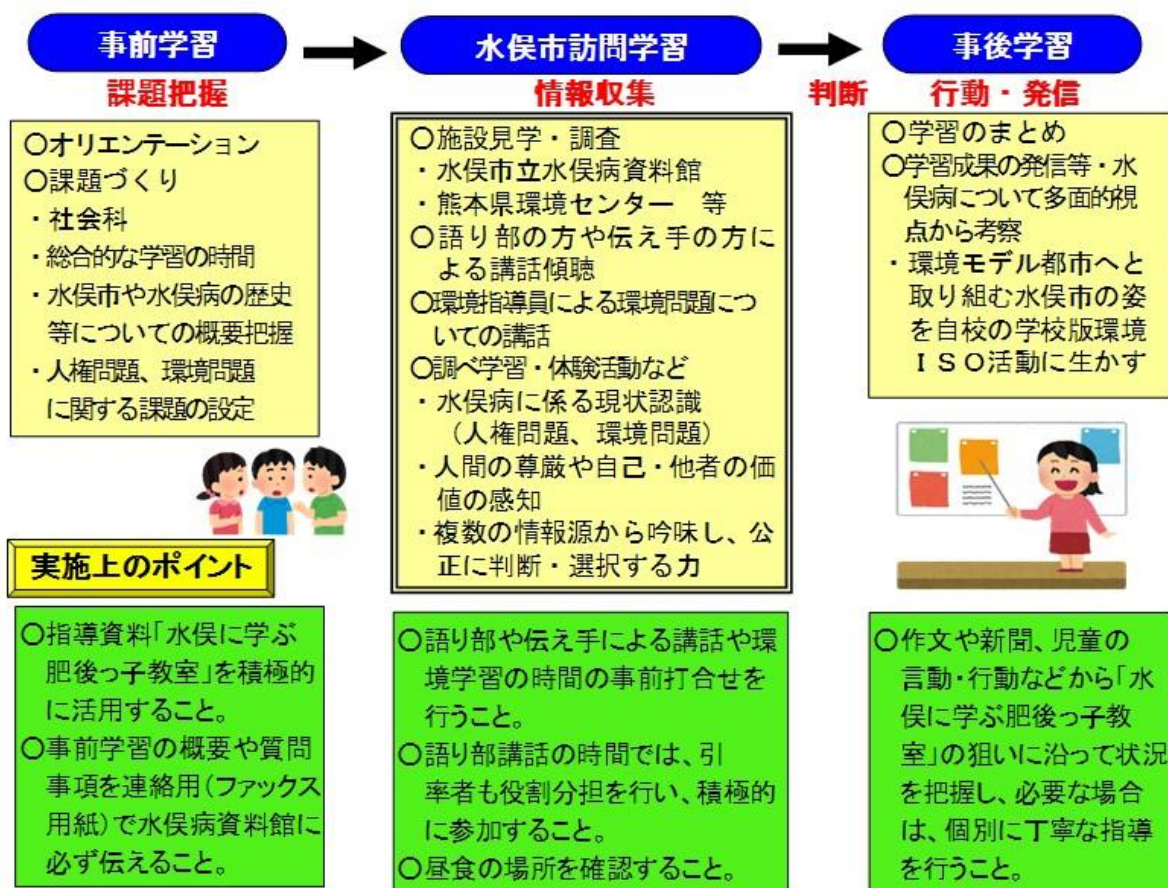 事前学習
水俣市訪問学習
事後学習
課題把握
情報収集
判断
行動・発信
〇オリエンテーション
〇課題づくり
・社会科
・総合的な学習の時間
・水俣市や水俣病の歴史
等についての概要把握
・人権問題、環境問題
に関する課題の設定
〇施設見学・調査
・水俣市立水俣病資料館
・熊本県環境センター　等
〇語り部の方や伝え手の方に
よる講話傾聴
〇環境指導員による環境問題につ
いての講話
〇調べ学習・体験活動など
・水俣病に係る現状認識
（人権問題、環境問題）
・人間の尊厳や自己・他者の価
値の感知
・複数の情報源から吟味し、公
正に判断・選択する力
〇学習のまとめ
〇学習成果の発信等・水
俣病について多面的視
点から考察
・環境モデル都市へと
取り組む水俣市の姿
を自校の学校版環境
ＩＳＯ活動に生かす
実施上のポイント
〇指導資料「水俣に学ぶ
肥後っ子教室」を積極的
に活用すること。
〇事前学習の概要や質問
事項を連絡用（ファックス
用紙）で水俣病資料館に
必ず伝えること。
〇語り部や伝え手による講話や環
境学習の時間の事前打合せを
行うこと。
〇語り部講話の時間では、引
率者も役割分担を行い、積極的
に参加すること。
〇昼食の場所を確認すること。
〇作文や新聞、児童の
言動・行動などから「水
俣に学ぶ肥後っ子教
室」の狙いに沿って状況
を把握し、必要な場合
は、個別に丁寧な指導
を行うこと。